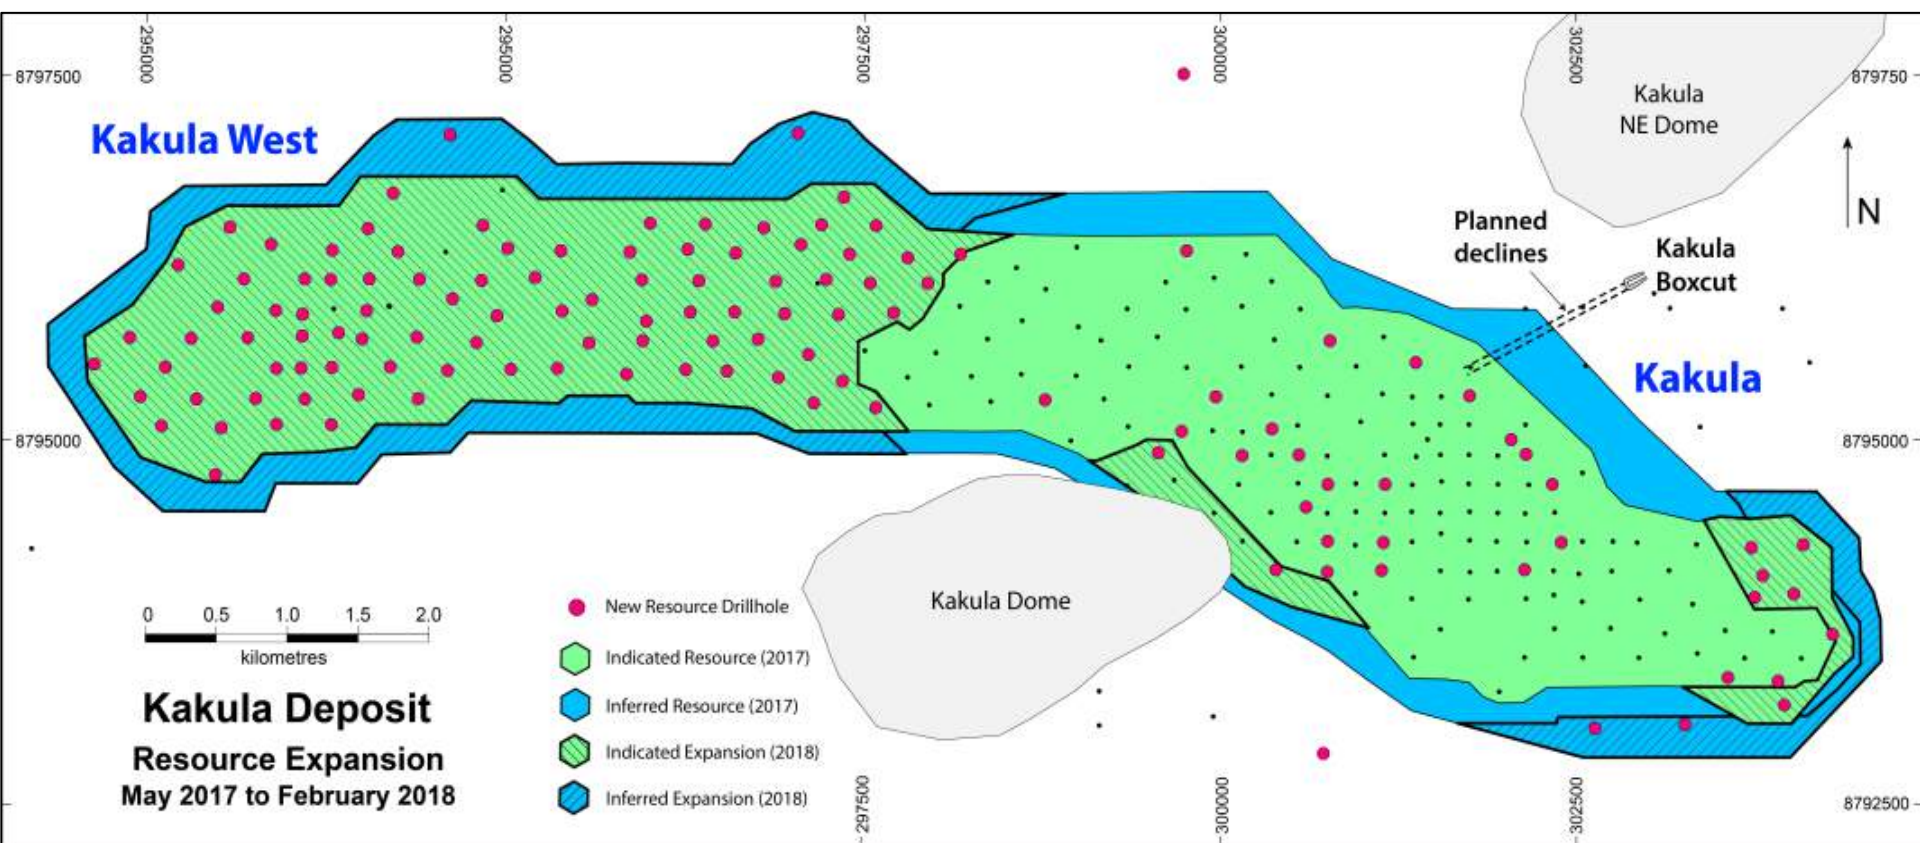 295000
295000
297500
300000
302500
8797500
879750
Kakula West
Kakula
NE Dome
N
Planned
declines
Kakula
Boxcut
Kakula
8795000
8795000
Kakula Dome
0 0.5 1.0 1.5 2.0
kilometres
Kakula Deposit
Resource Expansion
May 2017 to February 2018
New Resource Drillhole
Indicated Resource (2017)
Inferred Resource (2017)
Indicated Expansion (2018)
Inferred Expansion (2018)
297500
3000000
302500
8792500